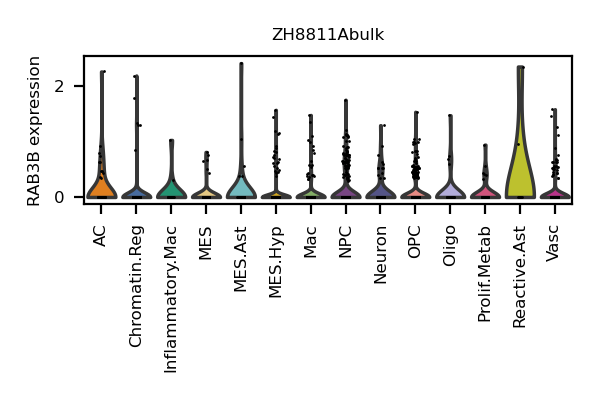 ZH8811Abulk
RAB3B expression
2
0
AC
Chromatin.Reg
Inflammatory.Mac
MES
MES.Ast
MES.Hyp
Mac
NPC
Neuron
OPC
Oligo
Prolif.Metab
Reactive.Ast
Vasc